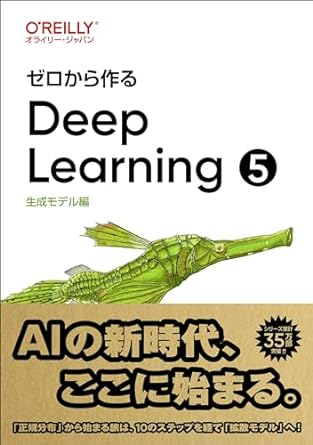 O'REILLY®
オライリー・ジャパン
ゼロから作る
Deep
Learning ❺
生成モデル編
AIの新時代、
ここに始まる。
シリーズ累計
35万部
突破!!
「正規分布」から始まる旅は、10のステップを経て「拡散モデル」へ!